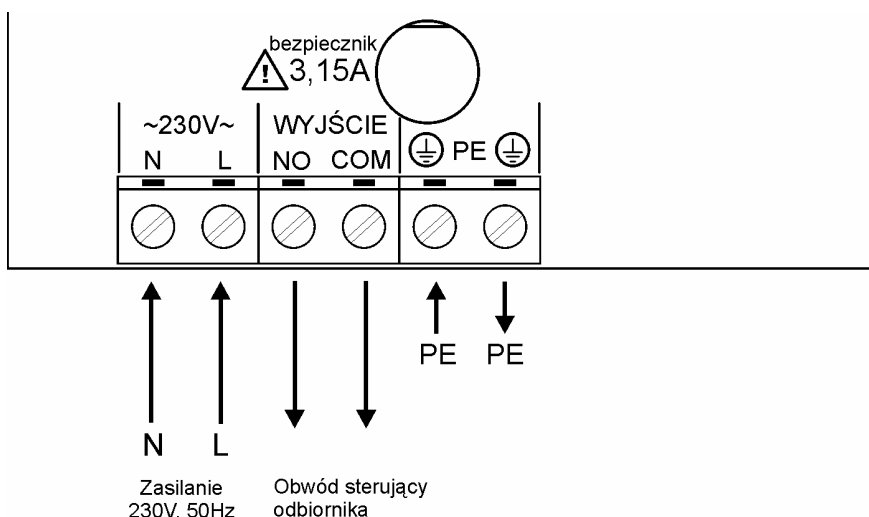 bezpiecznik
3,15A
~230V~ WYJŚCIE
N L NO COM PE
PE PE
N L
Zasilanie Obwód sterujący
230V, 50Hz odbiornika